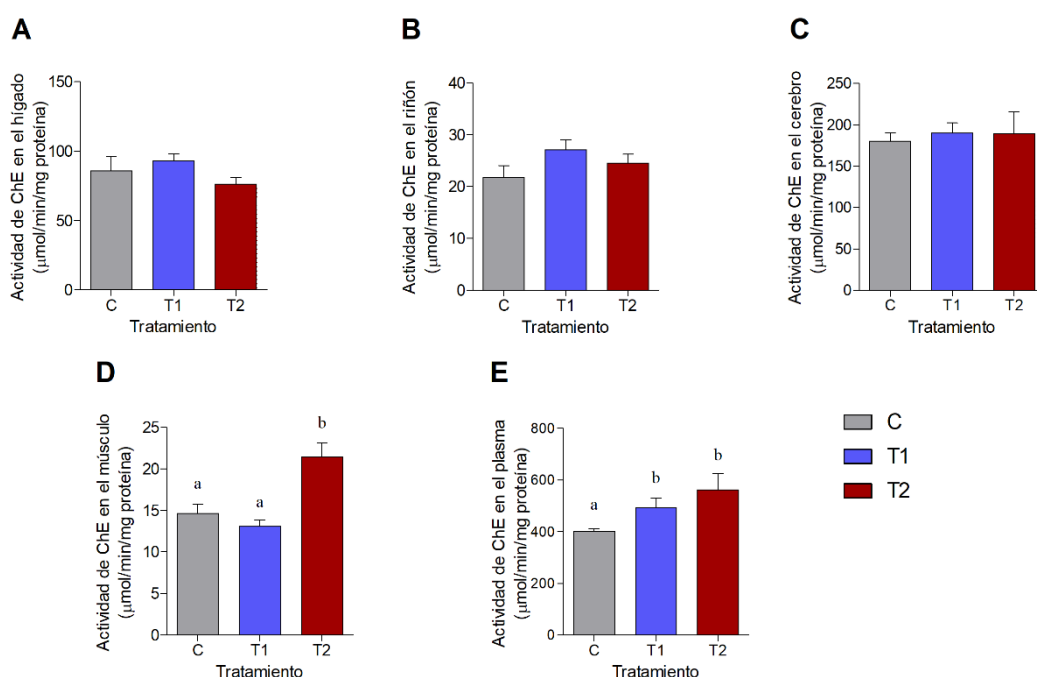 A
Actividad de ChE en el hígado
(μmol/min/mg proteína)
150
100
50
0
C T1 T2
Tratamiento
B
Actividad de ChE en el riñón
(μmol/min/mg proteína)
40
30
20
10
0
C T1 T2
Tratamiento
C
Actividad de ChE en el cerebro
(μmol/min/mg proteína)
250
200
150
100
50
0
C T1 T2
Tratamiento
D
Actividad de ChE en el músculo
(μmol/min/mg proteína)
25
20
15
10
5
0
a a b
C T1 T2
Tratamiento
E
Actividad de ChE en el plasma
(μmol/min/mg proteína)
800
600
400
200
0
a b b
C T1 T2
Tratamiento
C
T1
T2